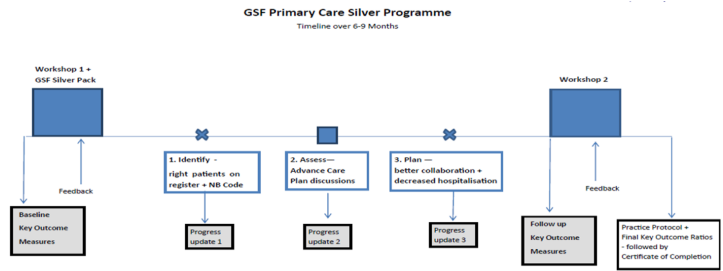 GSF Primary Care Silver Programme
Timeline over 6-9 Months
Workshop 1 +
GSF Silver Pack
Workshop 2
1. Identify -
right patients on
register + NB Code
2. Assess—
Advance Care
Plan discussions
3. Plan —
better collaboration +
decreased hospitalisation
Feedback
Feedback
Baseline
Key Outcome
Measures
Progress
update 1
Progress
update 2
Progress
update 3
Follow up
Key Outcome
Measures
Practice Protocol +
Final Key Outcome Ratios
- followed by
Certificate of Completion